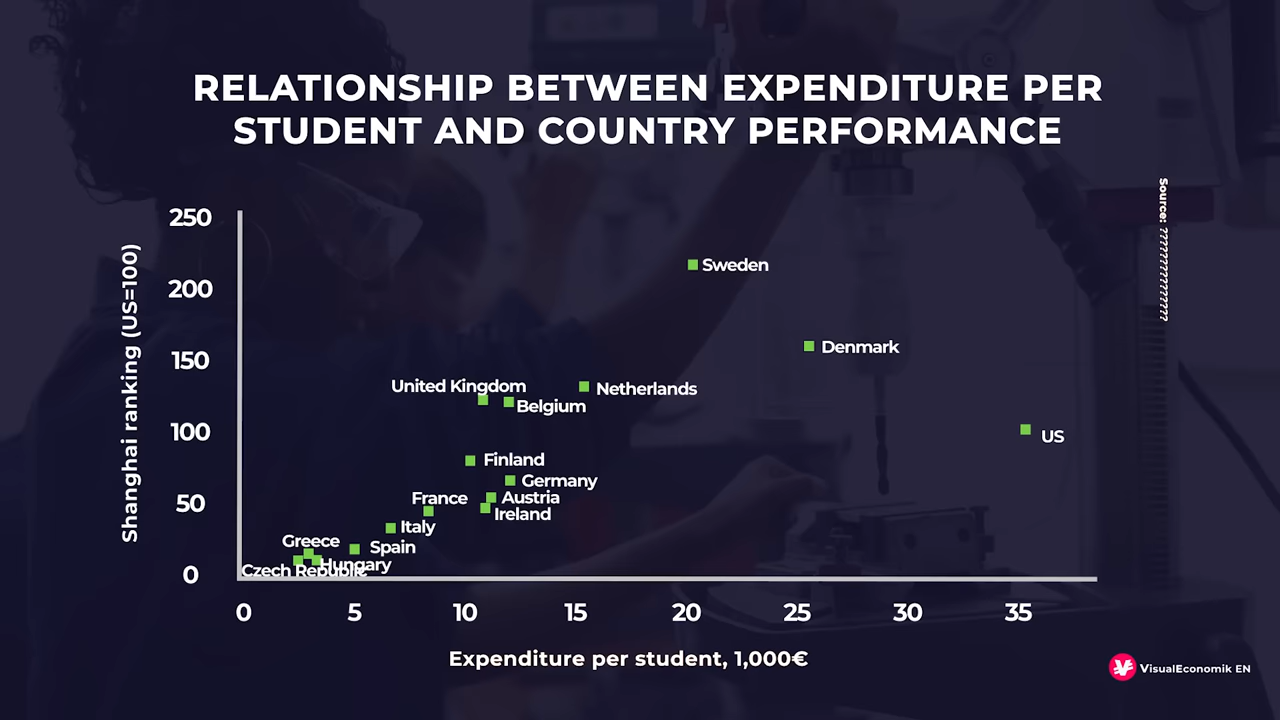 RELATIONSHIP BETWEEN EXPENDITURE PER
STUDENT AND COUNTRY PERFORMANCE
Source: ????????????????
Shanghai ranking (US=100)
250
200
150
100
50
0
Sweden
Denmark
United Kingdom
Netherlands
Belgium
US
Finland
Germany
France
Austria
Ireland
Italy
Greece
Spain
Hungary
Czech Republic
0 5 10 15 20 25 30 35
Expenditure per student, 1,000€
VisualEconomik EN